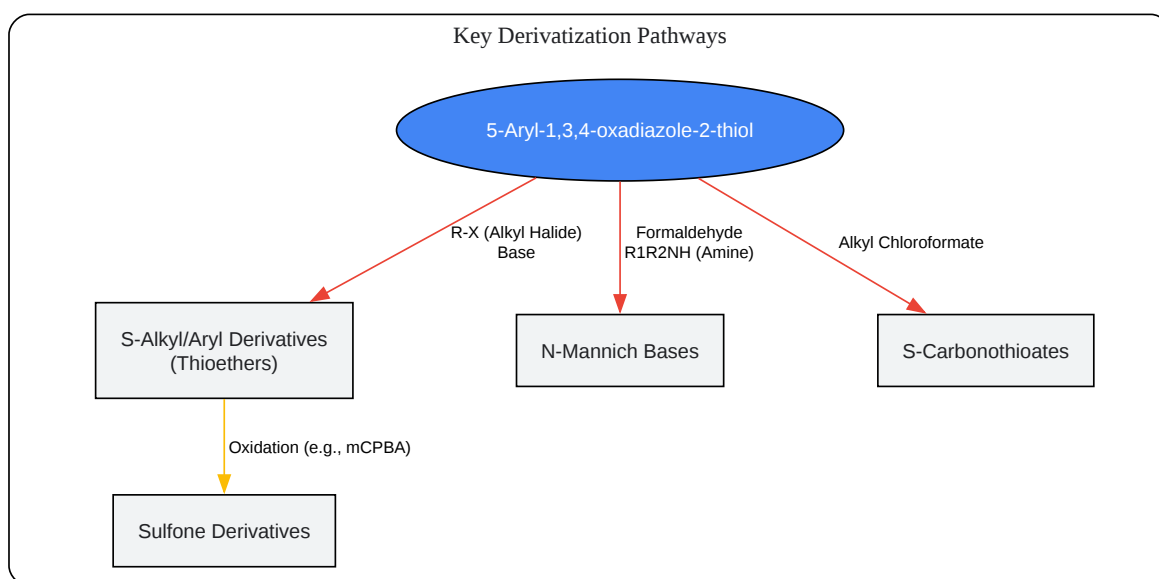 Key Derivatization Pathways
5-Aryl-1,3,4-oxadiazole-2-thiol
R-X (Alkyl Halide)
Base
Formaldehyde
R1R2NH (Amine)
Alkyl Chloroformate
S-Alkyl/Aryl Derivatives
(Thioethers)
N-Mannich Bases
S-Carbonothioates
Oxidation (e.g., mCPBA)
Sulfone Derivatives